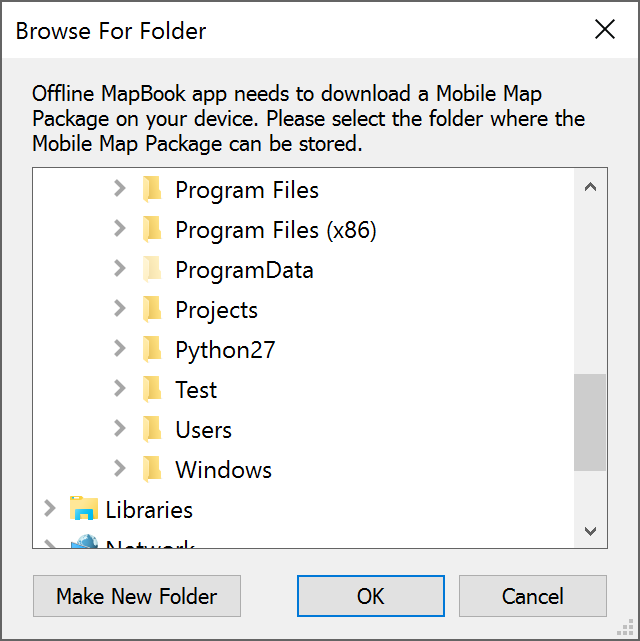 Browse For Folder
Offline MapBook app needs to download a Mobile Map
Package on your device. Please select the folder where the
Mobile Map Package can be stored.
Program Files
Program Files (x86)
ProgramData
Projects
Python27
Test
Users
Windows
Libraries
Network
Make New Folder
OK
Cancel